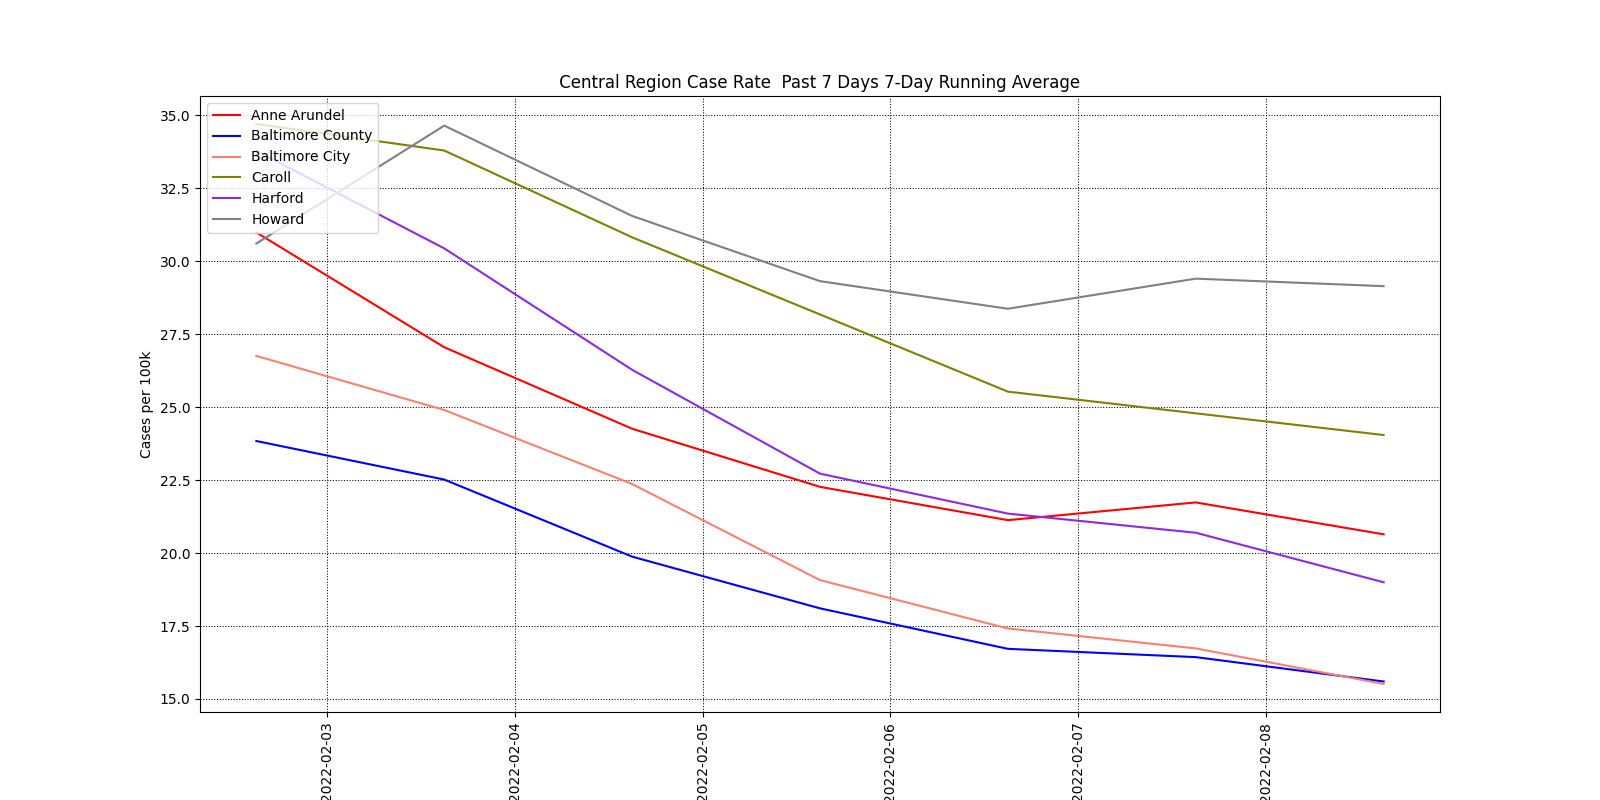 Central Region Case Rate  Past 7 Days 7-Day Running Average
Anne Arundel
Baltimore County
Baltimore City
Caroll
Harford
Howard
Cases per 100k
35.0
32.5
30.0
27.5
25.0
22.5
20.0
17.5
15.0
2022-02-03
2022-02-04
2022-02-05
2022-02-06
2022-02-07
2022-02-08